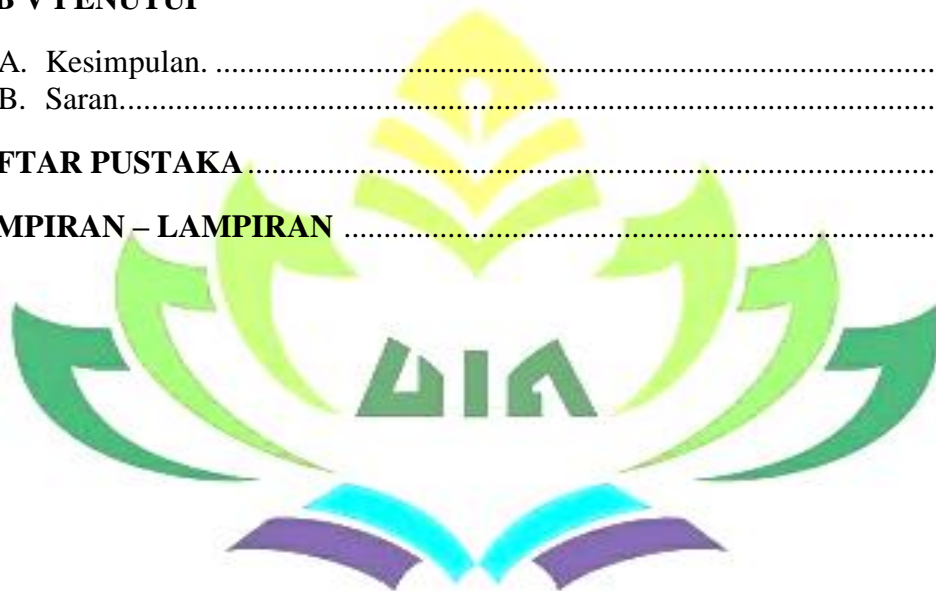 B V PENUTUP
A. Kesimpulan. ....................................................................................................
B. Saran................................................................................................................
FTAR PUSTAKA ...............................................................................................
MPIRAN – LAMPIRAN ...................................................................................
UIN